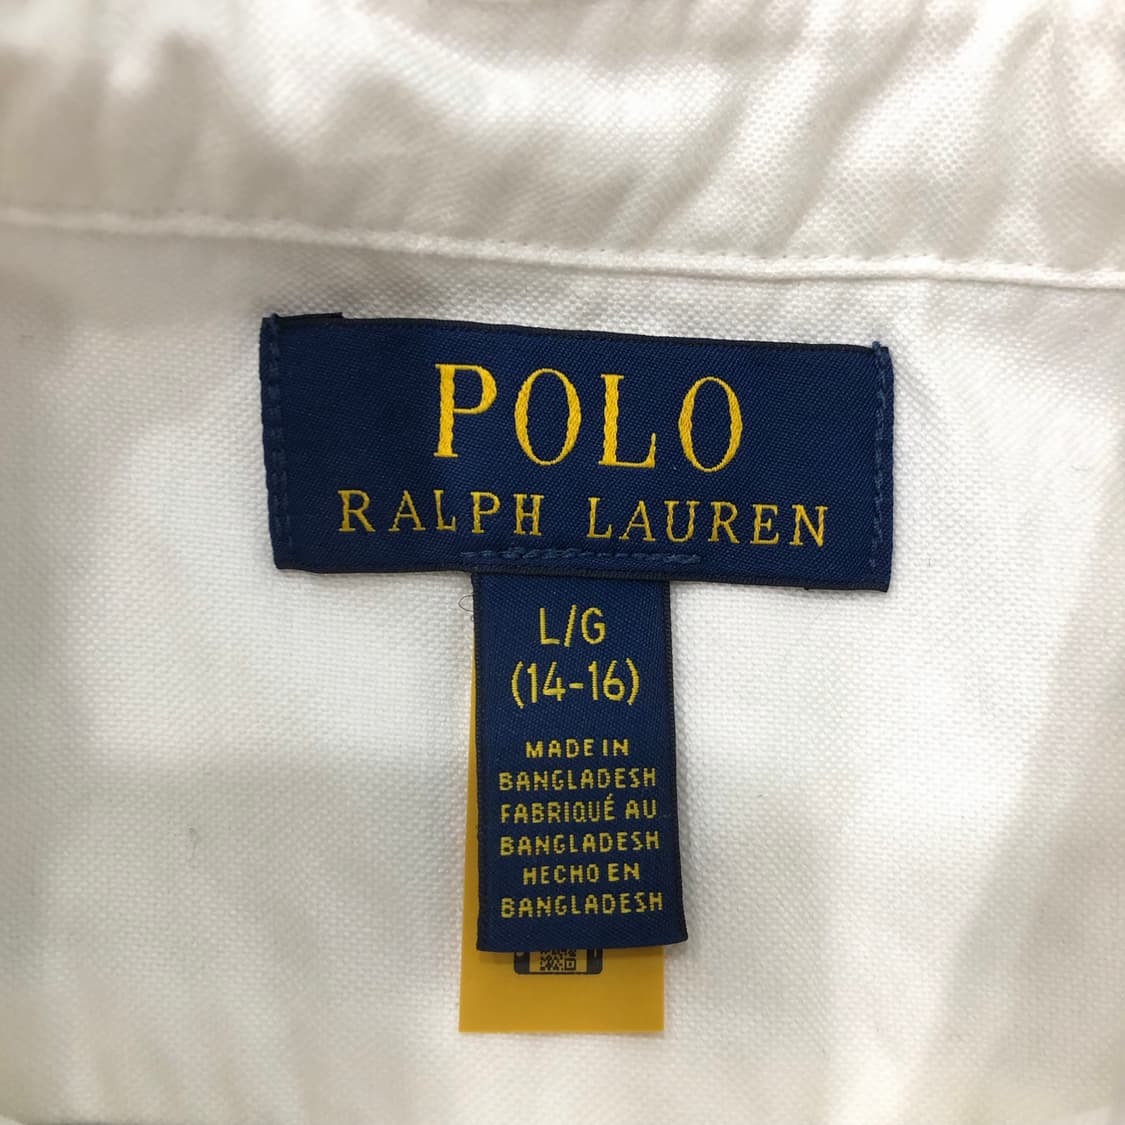 POLO
RALPH LAUREN
L/G
(14-16)
MADE IN
BANGLADESH
FABRIQUÉ AU
BANGLADESH
HECHO EN
BANGLADESH